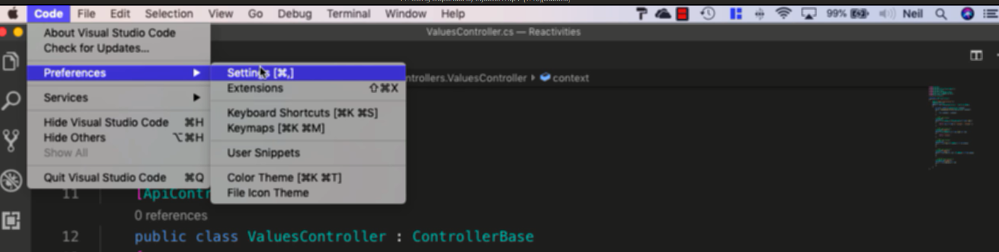 Code File Edit Selection View Go Debug Terminal Window Help 99% Neil
ValuesController.cs — Reactivities
About Visual Studio Code
Check for Updates...
Preferences
Settings [⌘,]
ntrollers.ValuesController context
Extensions ⇧⌘X
Services
Keyboard Shortcuts [⌘K ⌘S]
Hide Visual Studio Code ⌘H
Keymaps [⌘K ⌘M]
Hide Others ⌥⌘H
Show All
User Snippets
Quit Visual Studio Code ⌘Q
Color Theme [⌘K ⌘T]
File Icon Theme
11 [ApiContr
0 references
12 public class ValuesController : ControllerBase